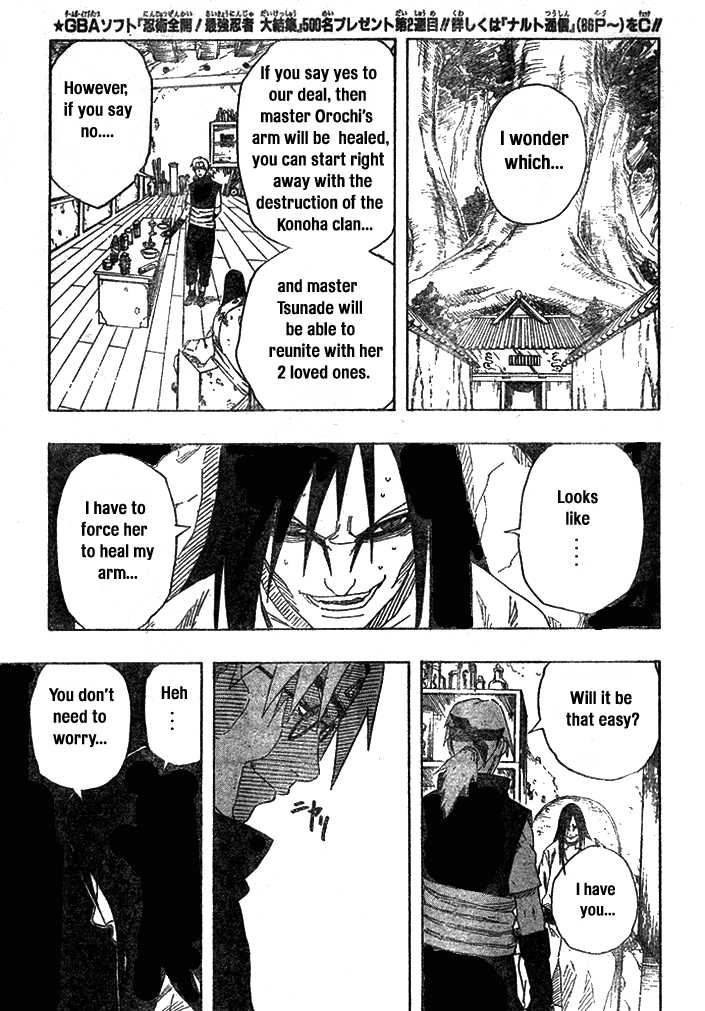 ★GBAソフト『忍術全開!最強忍者 大結集』500名プレゼント第2週目!!詳しくは『ナルト通信』(86P〜)をC!!
I wonder
which...
If you say yes to
our deal, then
master Orochi's
arm will be healed,
you can start right
away with the
destruction of the
Konoha clan...
and master
Tsunade will
be able to
reunite with her
2 loved ones.
However,
if you say
no....
Looks
like
...
I have to
force her
to heal my
arm...
Will it be
that easy?
I have
you...
ニヤリ
Heh
...
You don't
need to
worry...